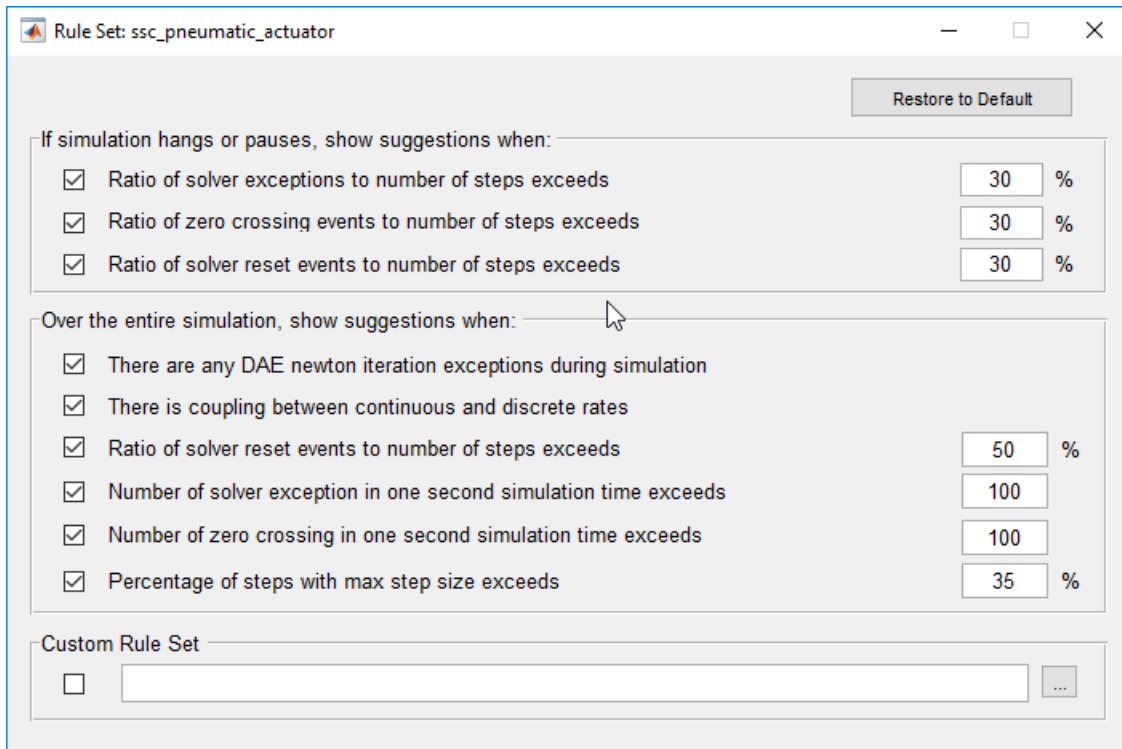 Rule Set: ssc_pneumatic_actuator
Restore to Default
If simulation hangs or pauses, show suggestions when:
Ratio of solver exceptions to number of steps exceeds 30 %
Ratio of zero crossing events to number of steps exceeds 30 %
Ratio of solver reset events to number of steps exceeds 30 %
Over the entire simulation, show suggestions when:
There are any DAE newton iteration exceptions during simulation
There is coupling between continuous and discrete rates
Ratio of solver reset events to number of steps exceeds 50 %
Number of solver exception in one second simulation time exceeds 100
Number of zero crossing in one second simulation time exceeds 100
Percentage of steps with max step size exceeds 35 %
Custom Rule Set
...